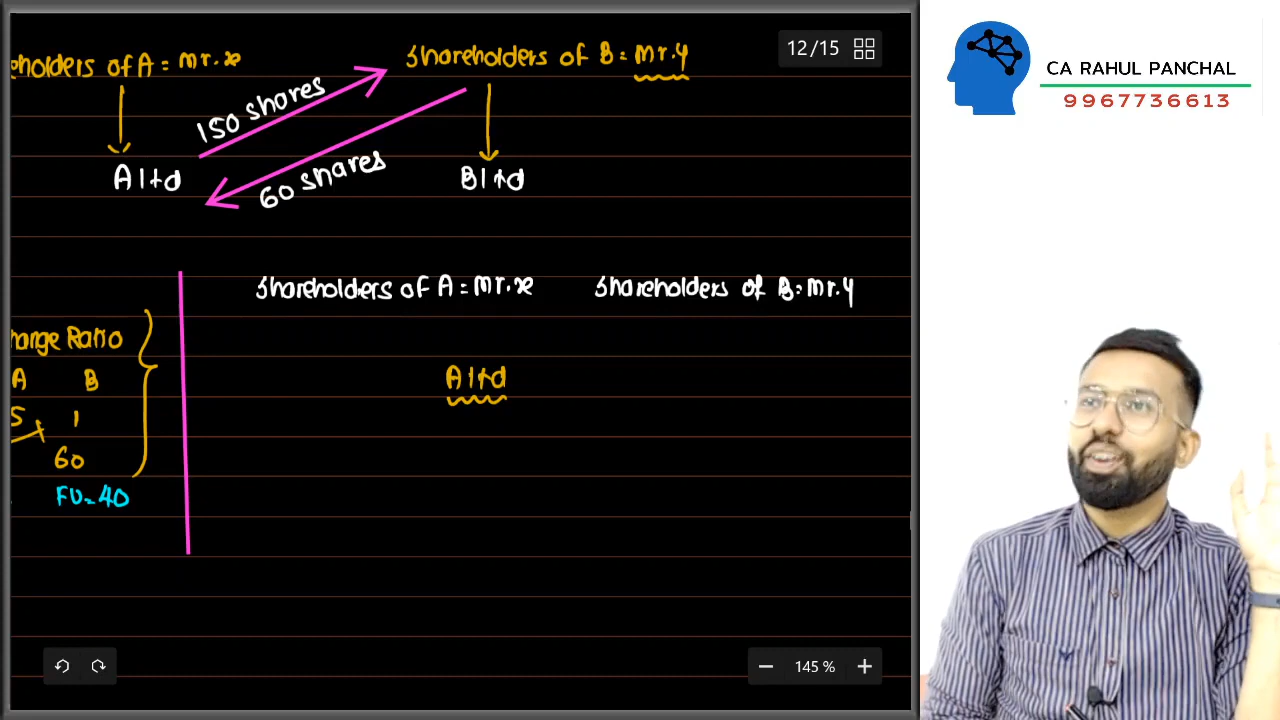 eholders of A = Mr.x
Shareholders of B = Mr.Y
12/15
150 shares
60 shares
A ltd
B ltd
CA RAHUL PANCHAL
9967736613
Shareholders of A = Mr.x
Shareholders of B = Mr.Y
hange Ratio
A B
5 1
60
FV = 40
A ltd
145 %